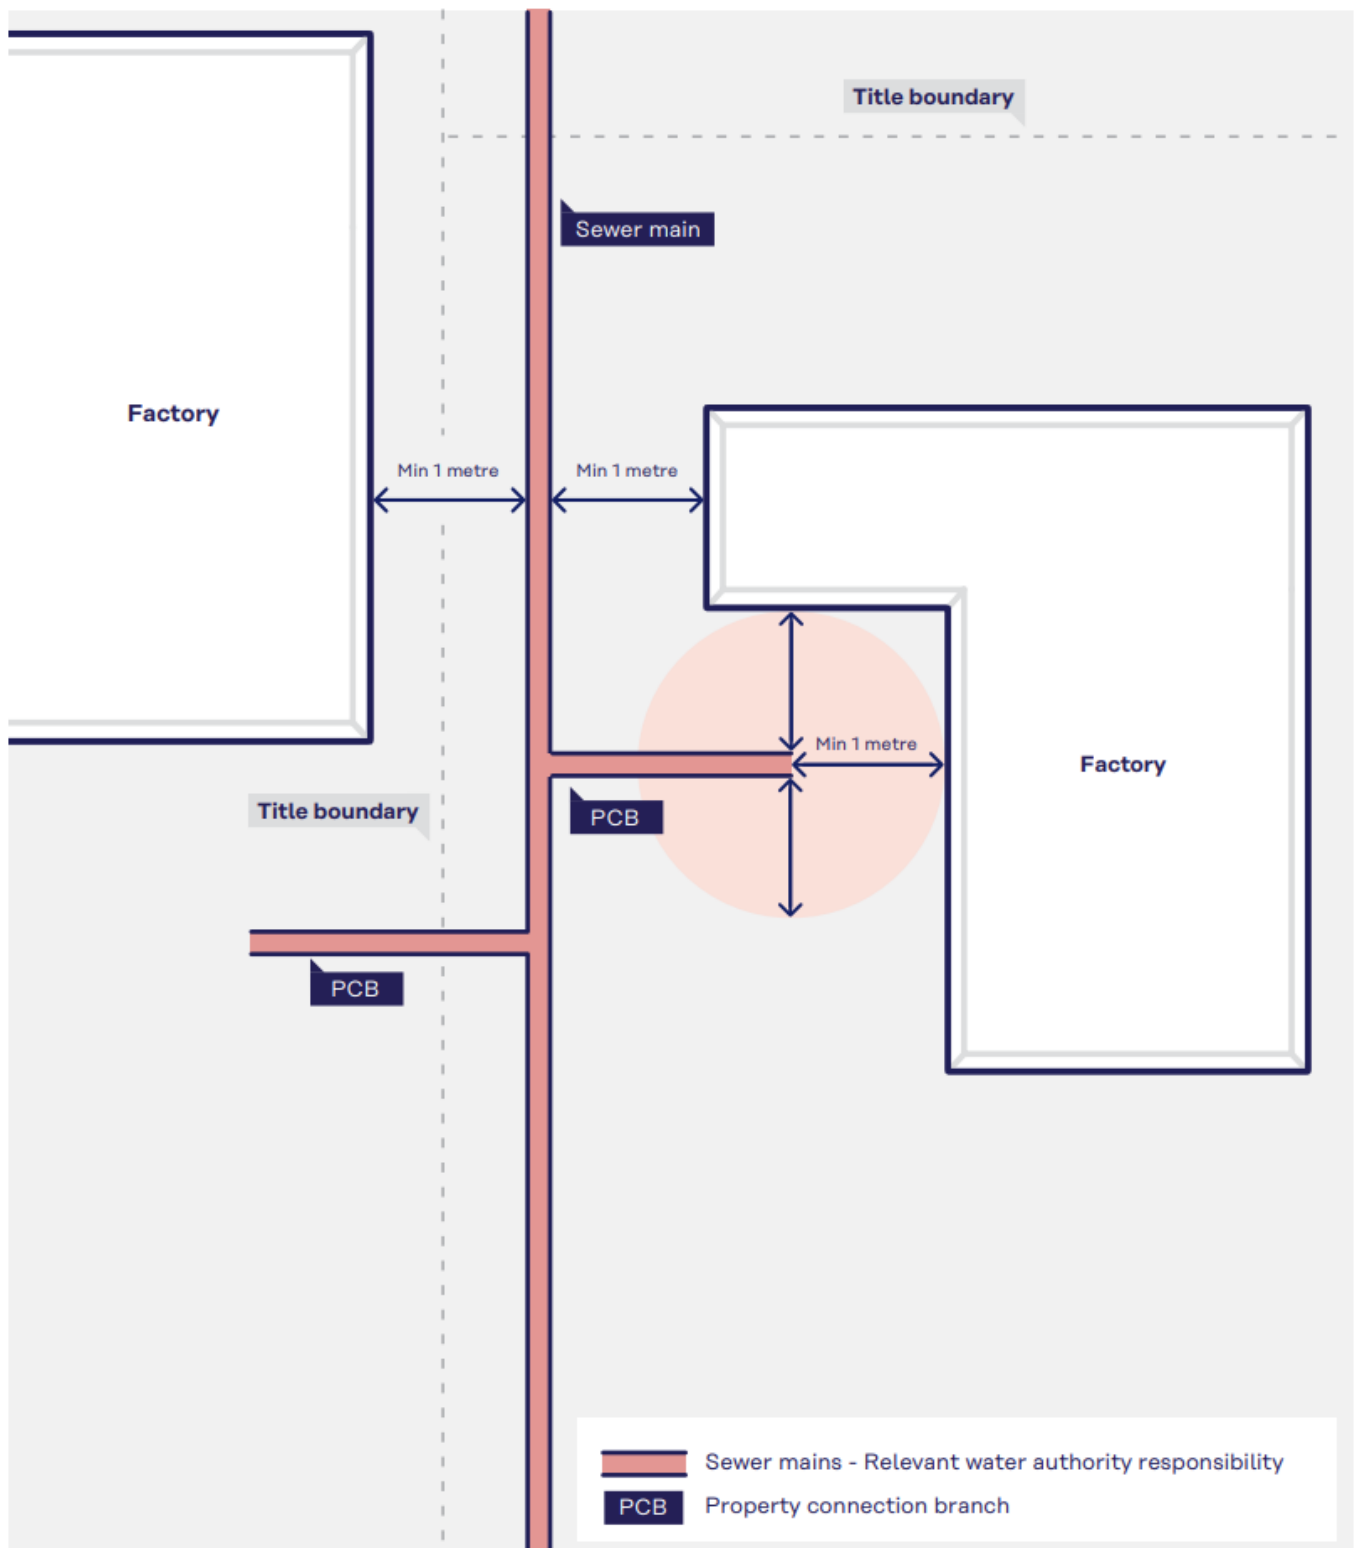 Title boundary
Sewer main
Factory
Min 1 metre
Min 1 metre
Min 1 metre
Factory
Title boundary
PCB
PCB
Sewer mains - Relevant water authority responsibility
PCB
Property connection branch